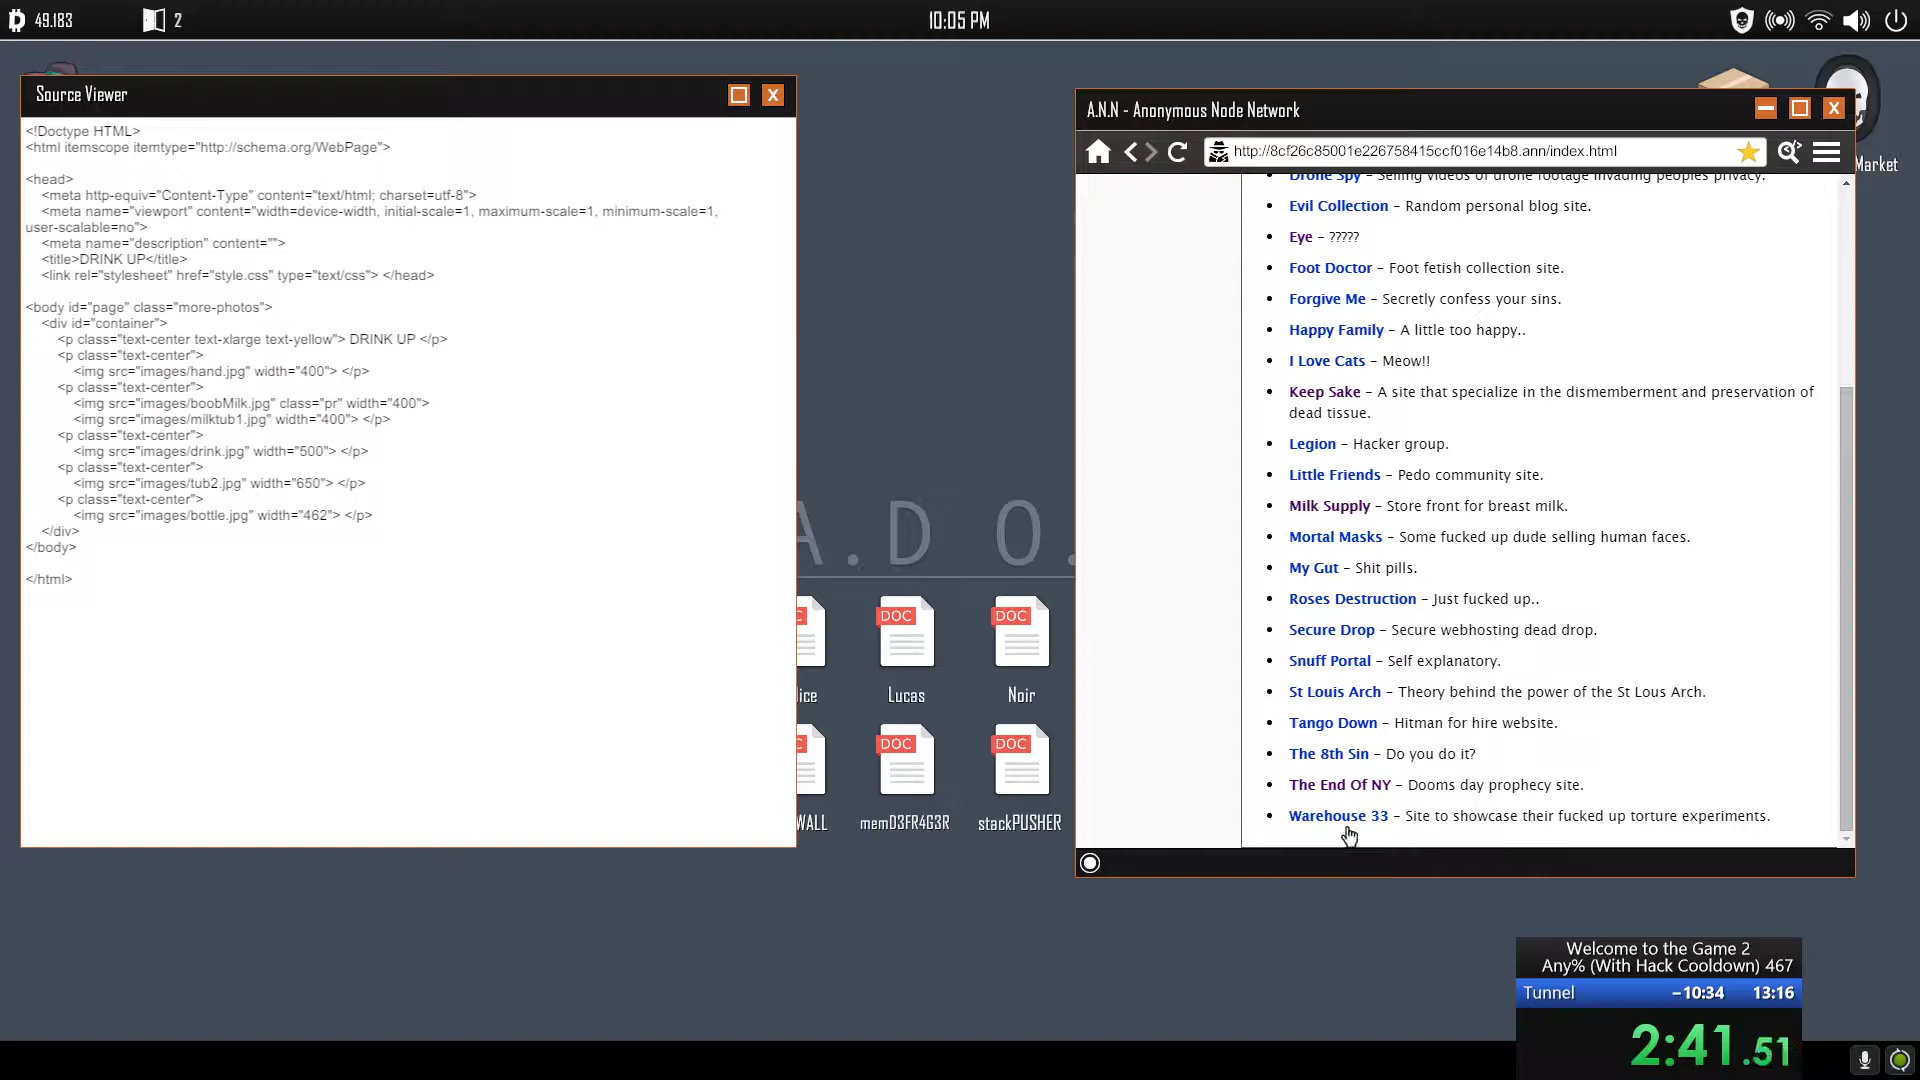 49.183
2
10:05 PM
Source Viewer
<!Doctype HTML>
<html itemscope itemtype="http://schema.org/WebPage">
<head>
<meta http-equiv="Content-Type" content="text/html; charset=utf-8">
<meta name="viewport" content="width=device-width, initial-scale=1, maximum-scale=1, minimum-scale=1,
user-scalable=no">
<meta name="description" content="">
<title>DRINK UP</title>
<link rel="stylesheet" href="style.css" type="text/css"> </head>
<body id="page" class="more-photos">
<div id="container">
<p class="text-center text-xlarge text-yellow"> DRINK UP </p>
<p class="text-center">
<img src="images/hand.jpg" width="400"> </p>
<p class="text-center">
<img src="images/boobMilk.jpg" class="pr" width="400">
<img src="images/milktub1.jpg" width="400"> </p>
<p class="text-center">
<img src="images/drink.jpg" width="500"> </p>
<p class="text-center">
<img src="images/tub2.jpg" width="650"> </p>
<p class="text-center">
<img src="images/bottle.jpg" width="462"> </p>
</div>
</body>
</html>
A.D O.
DOC
DOC
lice
Lucas
Noir
DOC
DOC
WALL
memD3FR4G3R
stackPUSHER
Market
A.N.N - Anonymous Node Network
http://8cf26c85001e226758415ccf016e14b8.ann/index.html
Drone Spy - Selling videos of drone footage invading peoples privacy.
Evil Collection - Random personal blog site.
Eye - ?????
Foot Doctor - Foot fetish collection site.
Forgive Me - Secretly confess your sins.
Happy Family - A little too happy..
I Love Cats - Meow!!
Keep Sake - A site that specialize in the dismemberment and preservation of
dead tissue.
Legion - Hacker group.
Little Friends - Pedo community site.
Milk Supply - Store front for breast milk.
Mortal Masks - Some fucked up dude selling human faces.
My Gut - Shit pills.
Roses Destruction - Just fucked up..
Secure Drop - Secure webhosting dead drop.
Snuff Portal - Self explanatory.
St Louis Arch - Theory behind the power of the St Lous Arch.
Tango Down - Hitman for hire website.
The 8th Sin - Do you do it?
The End Of NY - Dooms day prophecy site.
Warehouse 33 - Site to showcase their fucked up torture experiments.
Welcome to the Game 2
Any% (With Hack Cooldown) 467
Tunnel -10:34 13:16
2:41.51